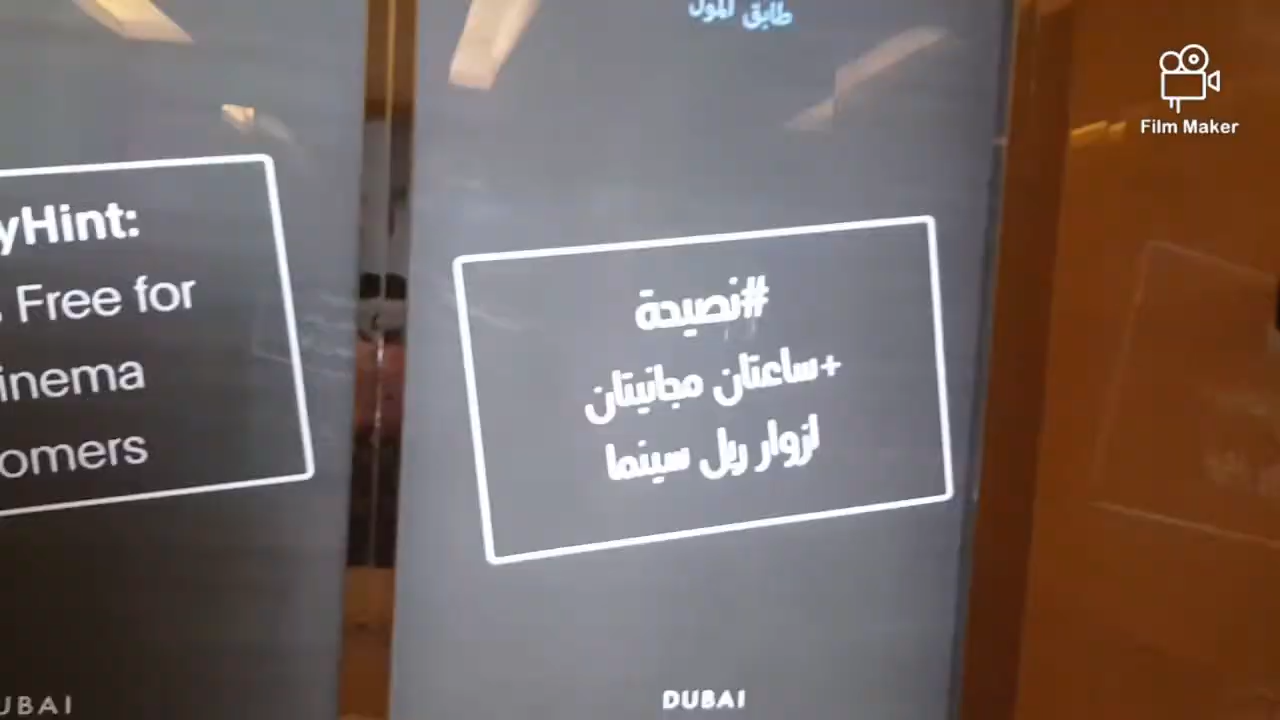 yHint:
Free for
inema
omers
UBAI
طابق المول
#نصيحة
+ساعتان مجانيتان
لزوار ريل سينما
DUBAI
Film Maker